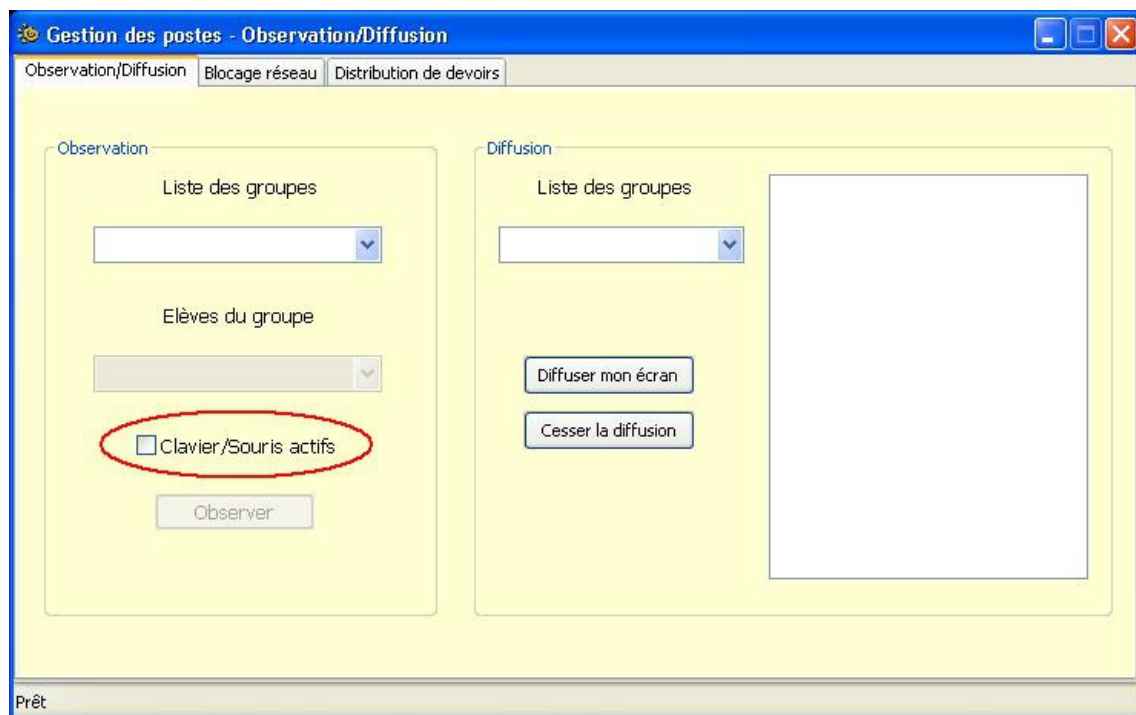 Gestion des postes - Observation/Diffusion
Observation/Diffusion
Blocage réseau
Distribution de devoirs
Observation
Liste des groupes
Elèves du groupe
Clavier/Souris actifs
Observer
Diffusion
Liste des groupes
Diffuser mon écran
Cesser la diffusion
Prêt